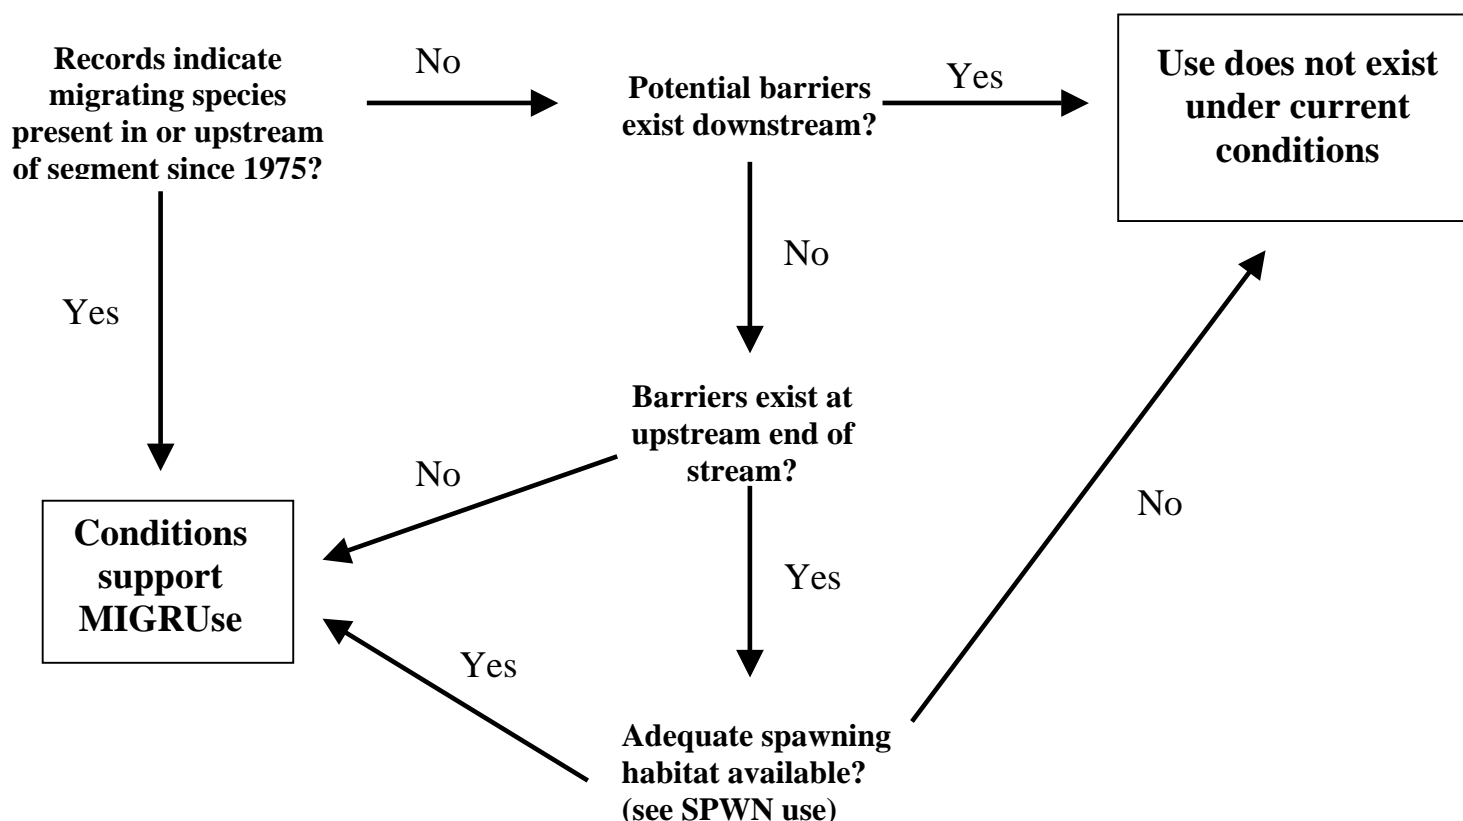 Records indicate
migrating species
present in or upstream
of segment since 1975?
No
Potential barriers
exist downstream?
Yes
Use does not exist
under current
conditions
Yes
No
Barriers exist at
upstream end of
stream?
No
Yes
No
Conditions
support
MIGRUse
Yes
Adequate spawning
habitat available?
(see SPWN use)